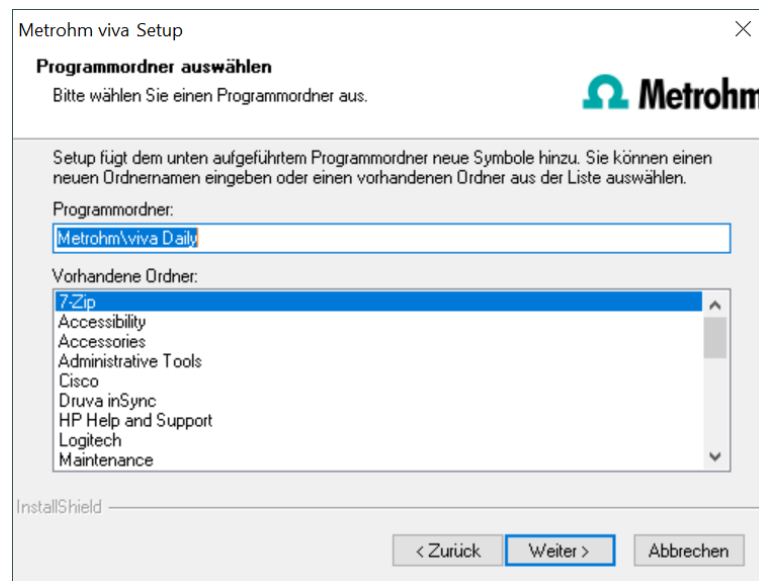 Metrohm viva Setup
Programmordner auswählen
Bitte wählen Sie einen Programmordner aus.
Metrohm
Setup fügt dem unten aufgeführtem Programmordner neue Symbole hinzu. Sie können einen
neuen Ordnernamen eingeben oder einen vorhandenen Ordner aus der Liste auswählen.
Programmordner:
Metrohm\viva Daily
Vorhandene Ordner:
7-Zip
Accessibility
Accessories
Administrative Tools
Cisco
Druva inSync
HP Help and Support
Logitech
Maintenance
InstallShield
< Zurück
Weiter >
Abbrechen